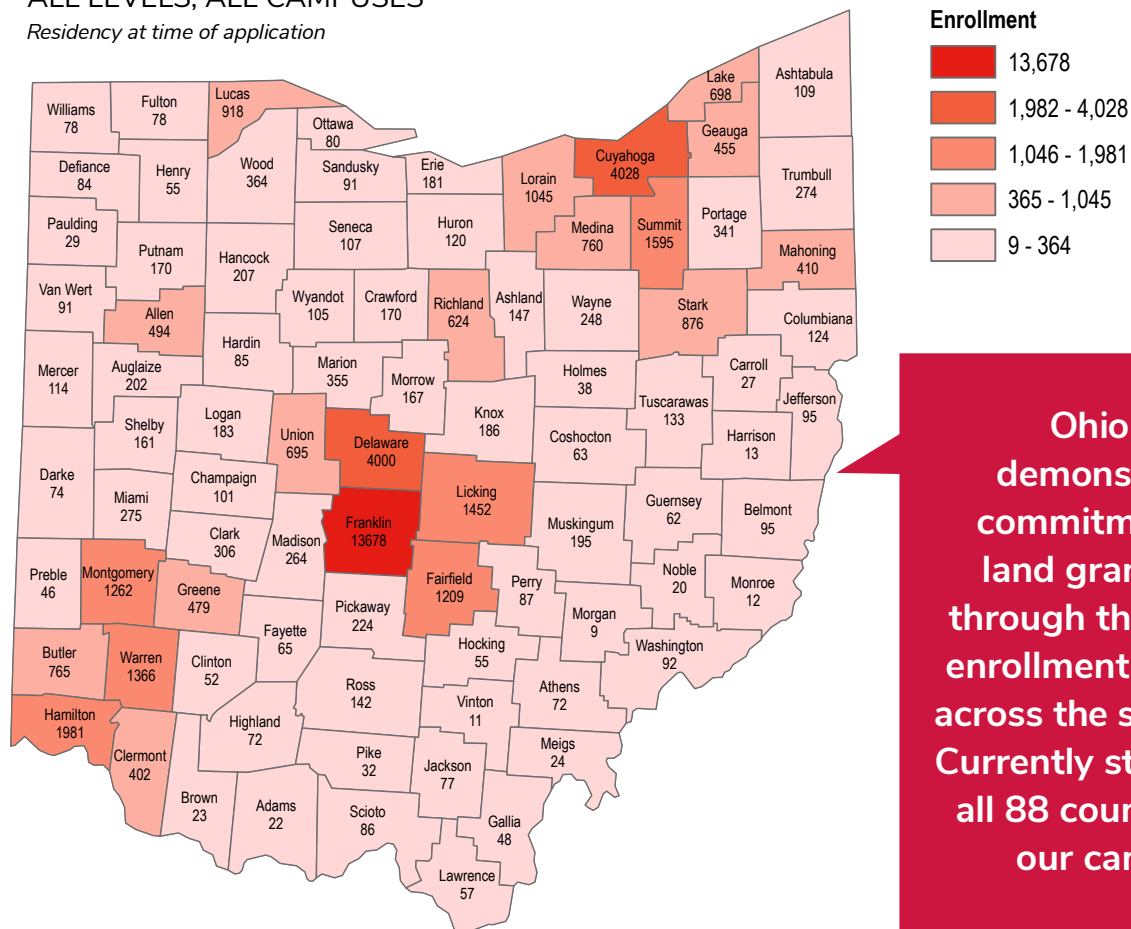 ALL LEVELS, ALL CAMPUSES
Residency at time of application
Enrollment
13,678
1,982 - 4,028
1,046 - 1,981
365 - 1,045
9 - 364
Williams
78
Fulton
78
Lucas
918
Ottawa
80
Lake
698
Ashtabula
109
Defiance
84
Henry
55
Wood
364
Sandusky
91
Erie
181
Lorain
1045
Cuyahoga
4028
Geauga
455
Trumbull
274
Paulding
29
Putnam
170
Hancock
207
Seneca
107
Huron
120
Medina
760
Summit
1595
Portage
341
Mahoning
410
Van Wert
91
Allen
494
Wyandot
105
Crawford
170
Richland
624
Ashland
147
Wayne
248
Stark
876
Columbiana
124
Mercer
114
Auglaize
202
Hardin
85
Marion
355
Morrow
167
Holmes
38
Tuscarawas
133
Carroll
27
Jefferson
95
Shelby
161
Logan
183
Union
695
Delaware
4000
Knox
186
Coshocton
63
Harrison
13
Darke
74
Miami
275
Champaign
101
Clark
306
Madison
264
Franklin
13678
Licking
1452
Muskingum
195
Guernsey
62
Belmont
95
Preble
46
Montgomery
1262
Greene
479
Pickaway
224
Fairfield
1209
Perry
87
Morgan
9
Noble
20
Monroe
12
Butler
765
Warren
1366
Clinton
52
Fayette
65
Ross
142
Hocking
55
Vinton
11
Athens
72
Washington
92
Hamilton
1981
Clermont
402
Highland
72
Pike
32
Jackson
77
Meigs
24
Brown
23
Adams
22
Scioto
86
Gallia
48
Lawrence
57
Ohio
demons
commitm
land gran
through th
enrollment
across the s
Currently st
all 88 coun
our ca